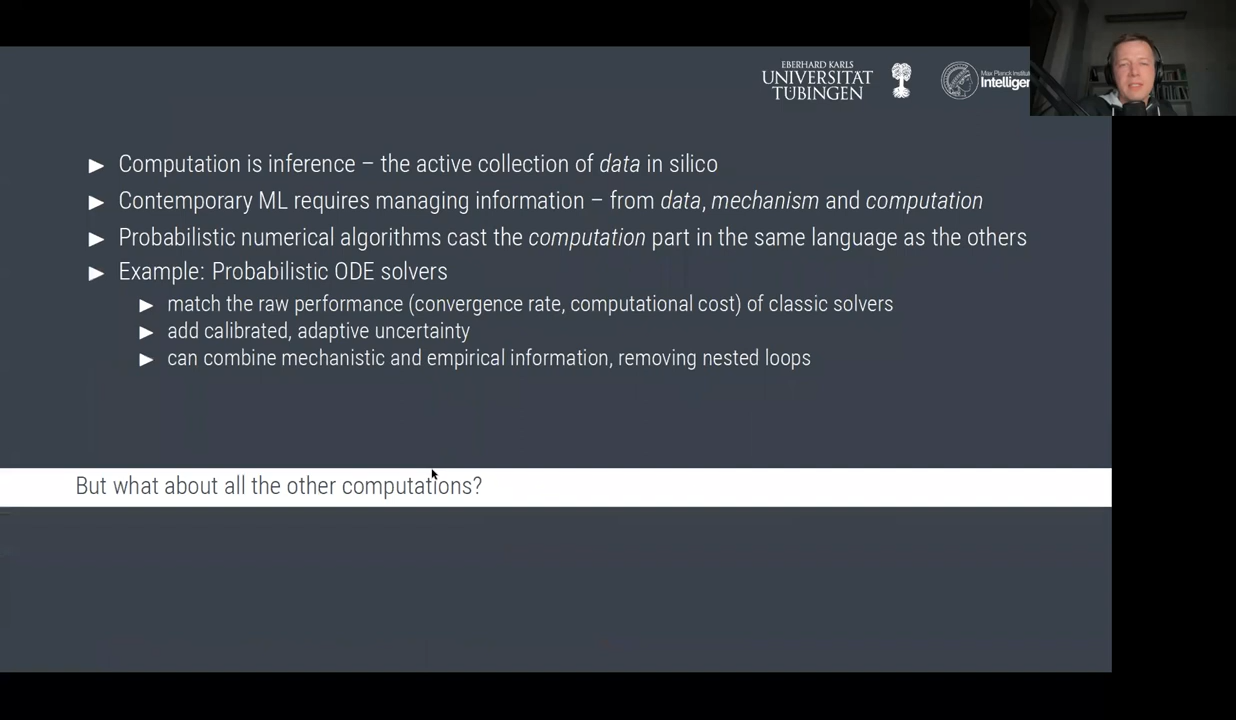 EBERHARD KARLS
UNIVERSITÄT
TÜBINGEN
Max Planck Institut
Intelligen
Computation is inference – the active collection of data in silico
Contemporary ML requires managing information – from data, mechanism and computation
Probabilistic numerical algorithms cast the computation part in the same language as the others
Example: Probabilistic ODE solvers
match the raw performance (convergence rate, computational cost) of classic solvers
add calibrated, adaptive uncertainty
can combine mechanistic and empirical information, removing nested loops
But what about all the other computations?